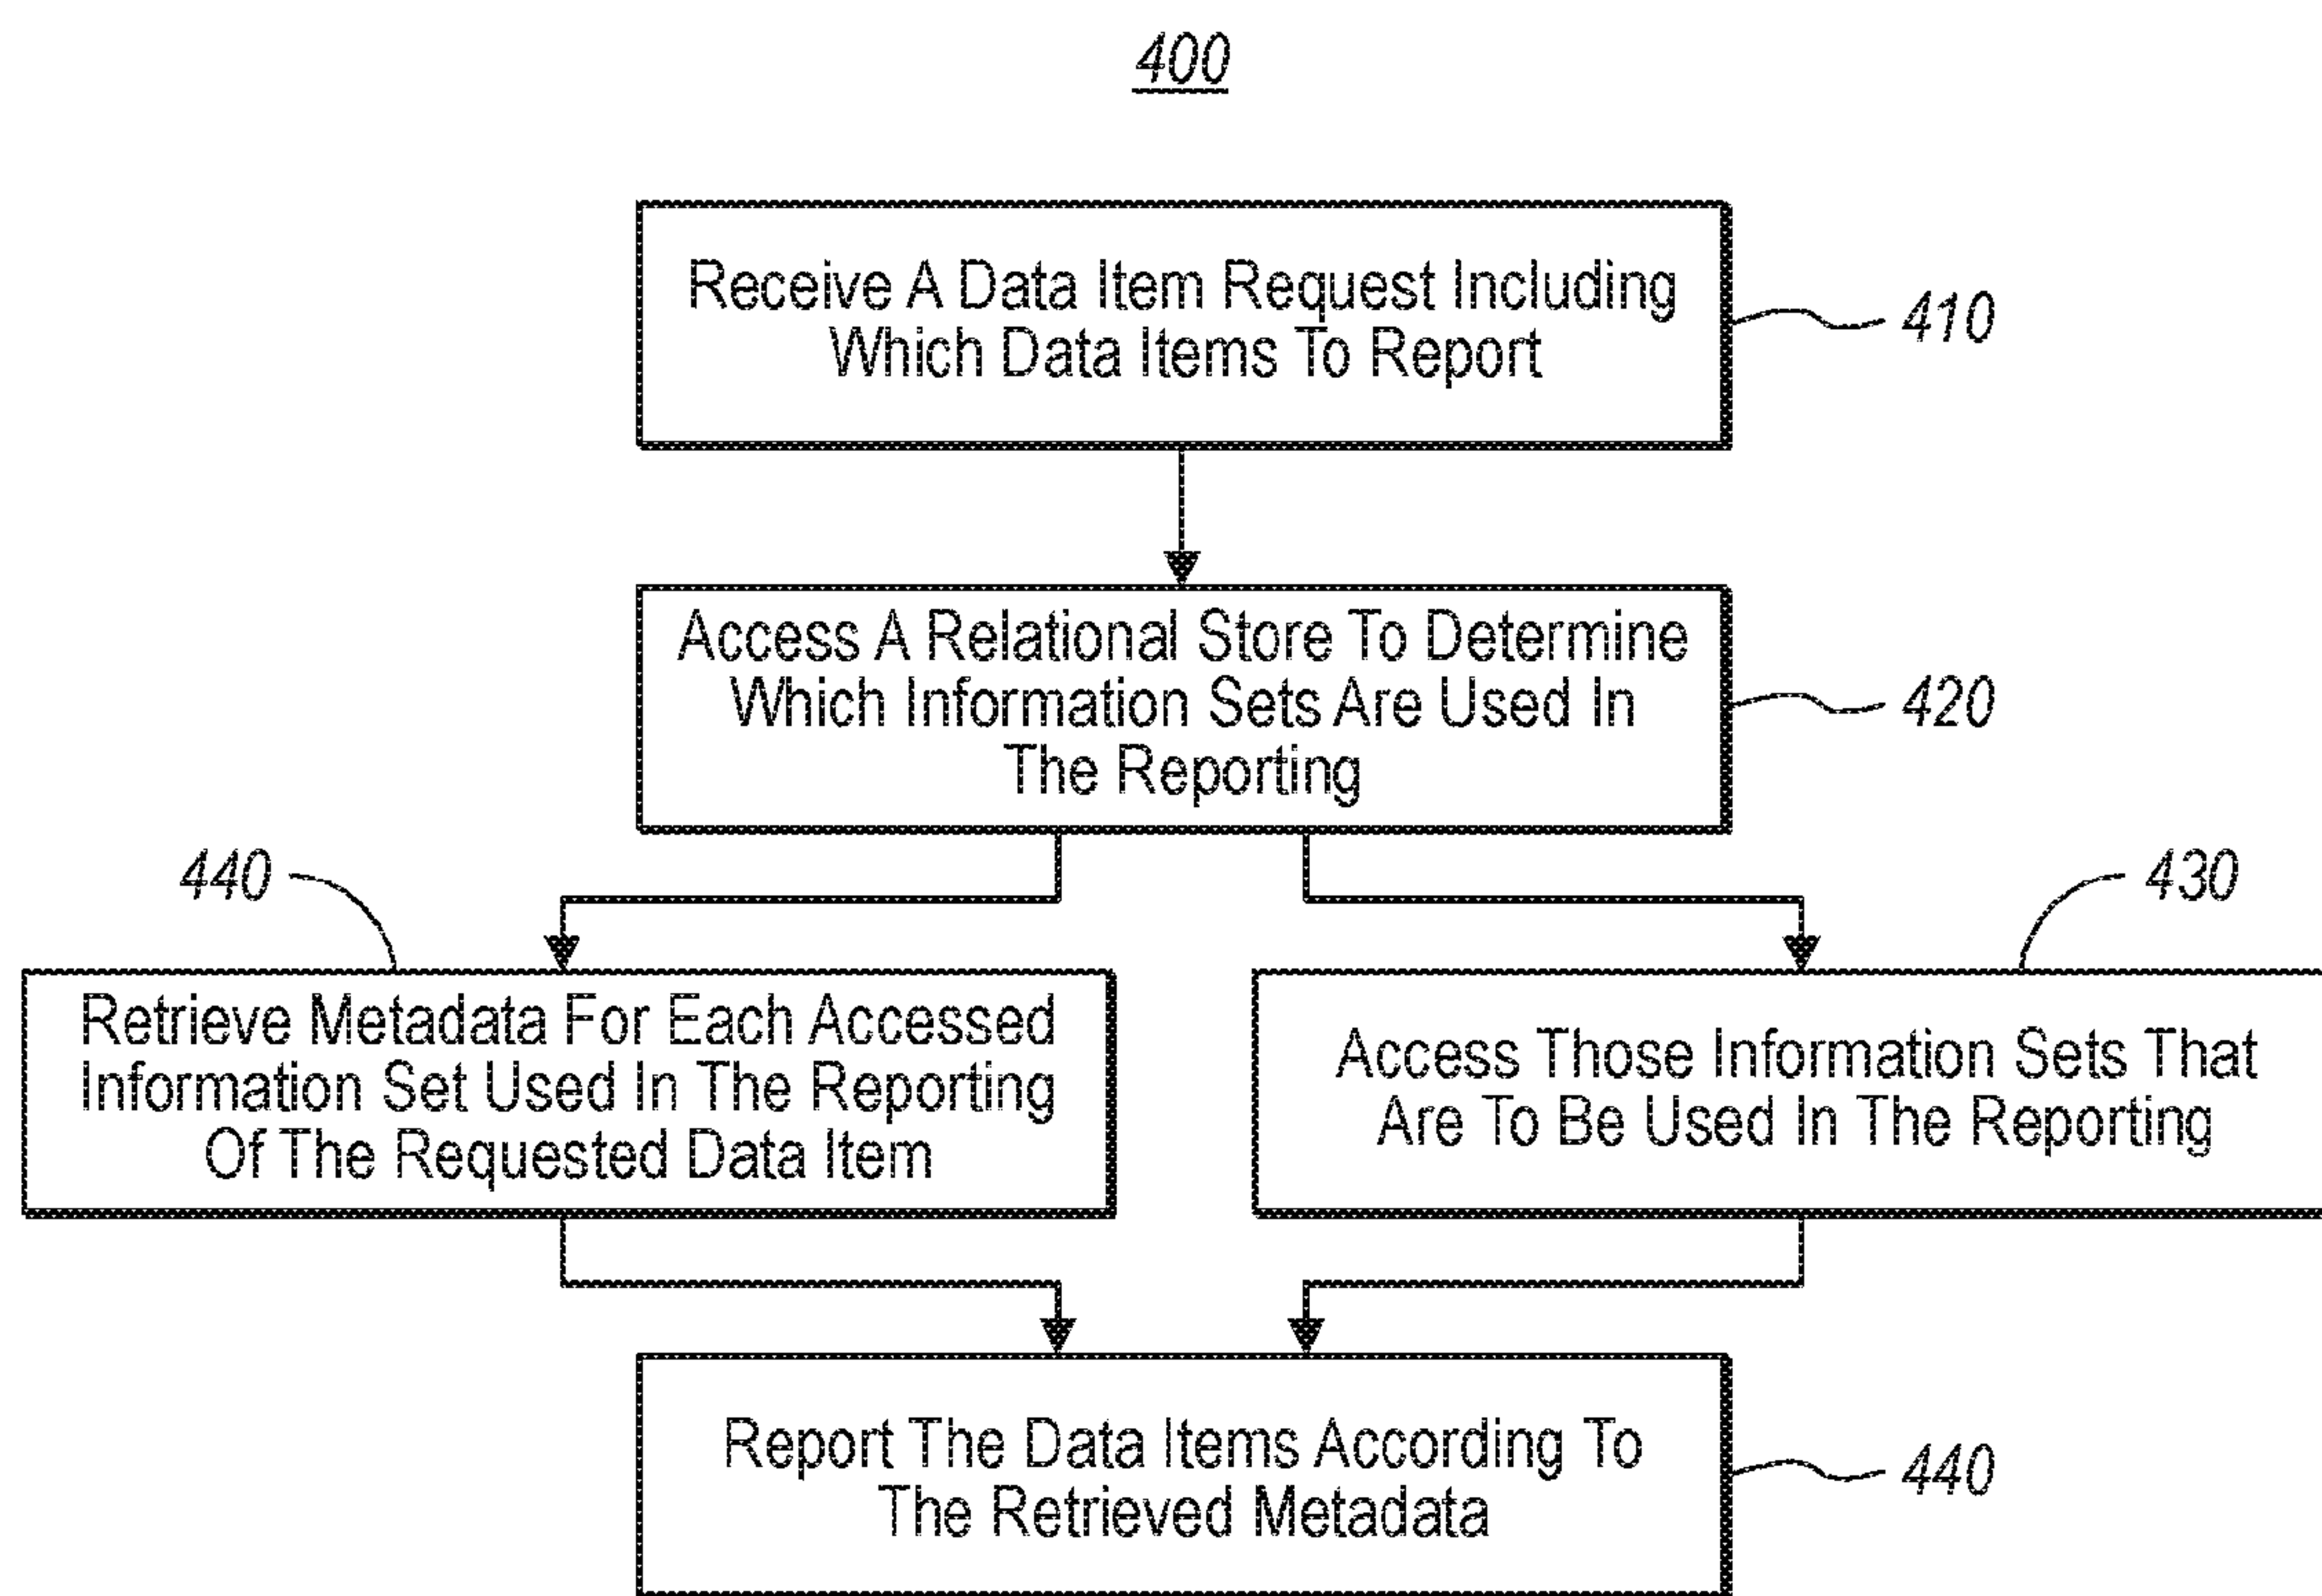 400
Receive A Data Item Request Including
Which Data Items To Report
410
Access A Relational Store To Determine
Which Information Sets Are Used In
The Reporting
420
440
430
Retrieve Metadata For Each Accessed
Information Set Used In The Reporting
Of The Requested Data Item
Access Those Information Sets That
Are To Be Used In The Reporting
Report The Data Items According To
The Retrieved Metadata
440